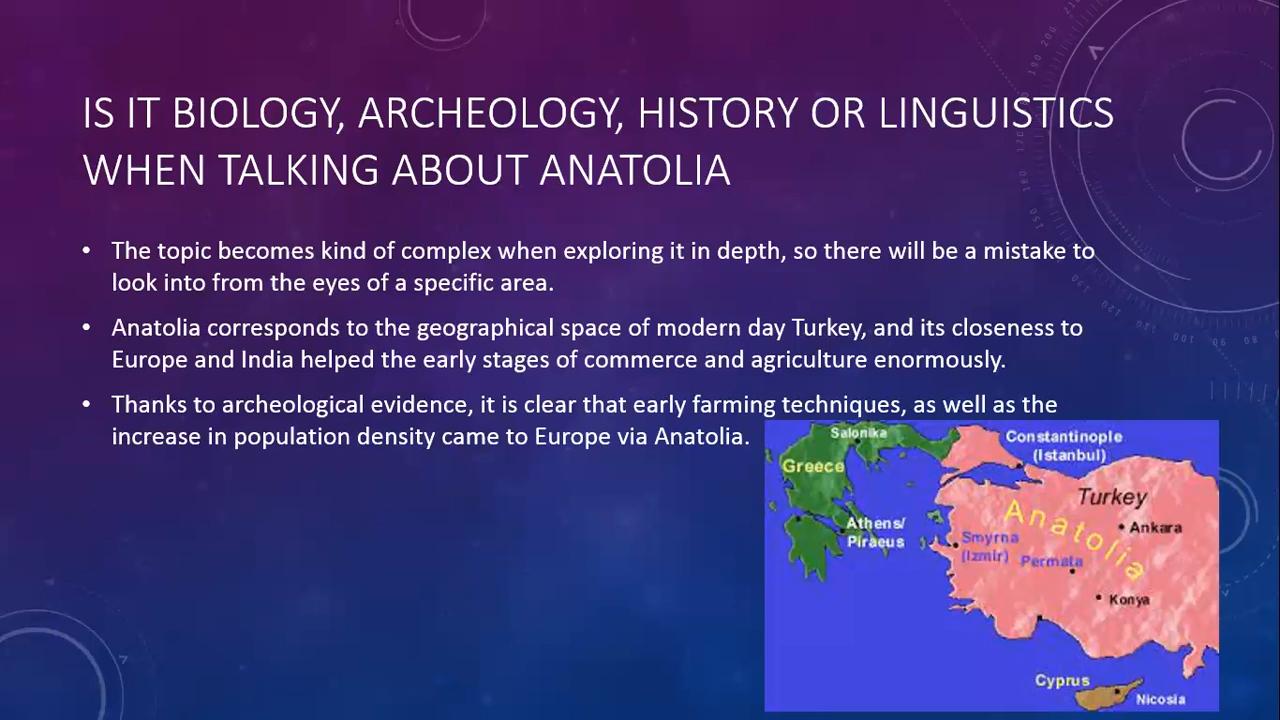 IS IT BIOLOGY, ARCHEOLOGY, HISTORY OR LINGUISTICS
WHEN TALKING ABOUT ANATOLIA
• The topic becomes kind of complex when exploring it in depth, so there will be a mistake to
look into from the eyes of a specific area.
• Anatolia corresponds to the geographical space of modern day Turkey, and its closeness to
Europe and India helped the early stages of commerce and agriculture enormously.
• Thanks to archeological evidence, it is clear that early farming techniques, as well as the
increase in population density came to Europe via Anatolia.
Salonika
Constantinople
(Istanbul)
Greece
Turkey
Anatolia
Ankara
Athens/
Piraeus
Smyrna
(Izmir)
Permata
Konya
Cyprus
Nicosia